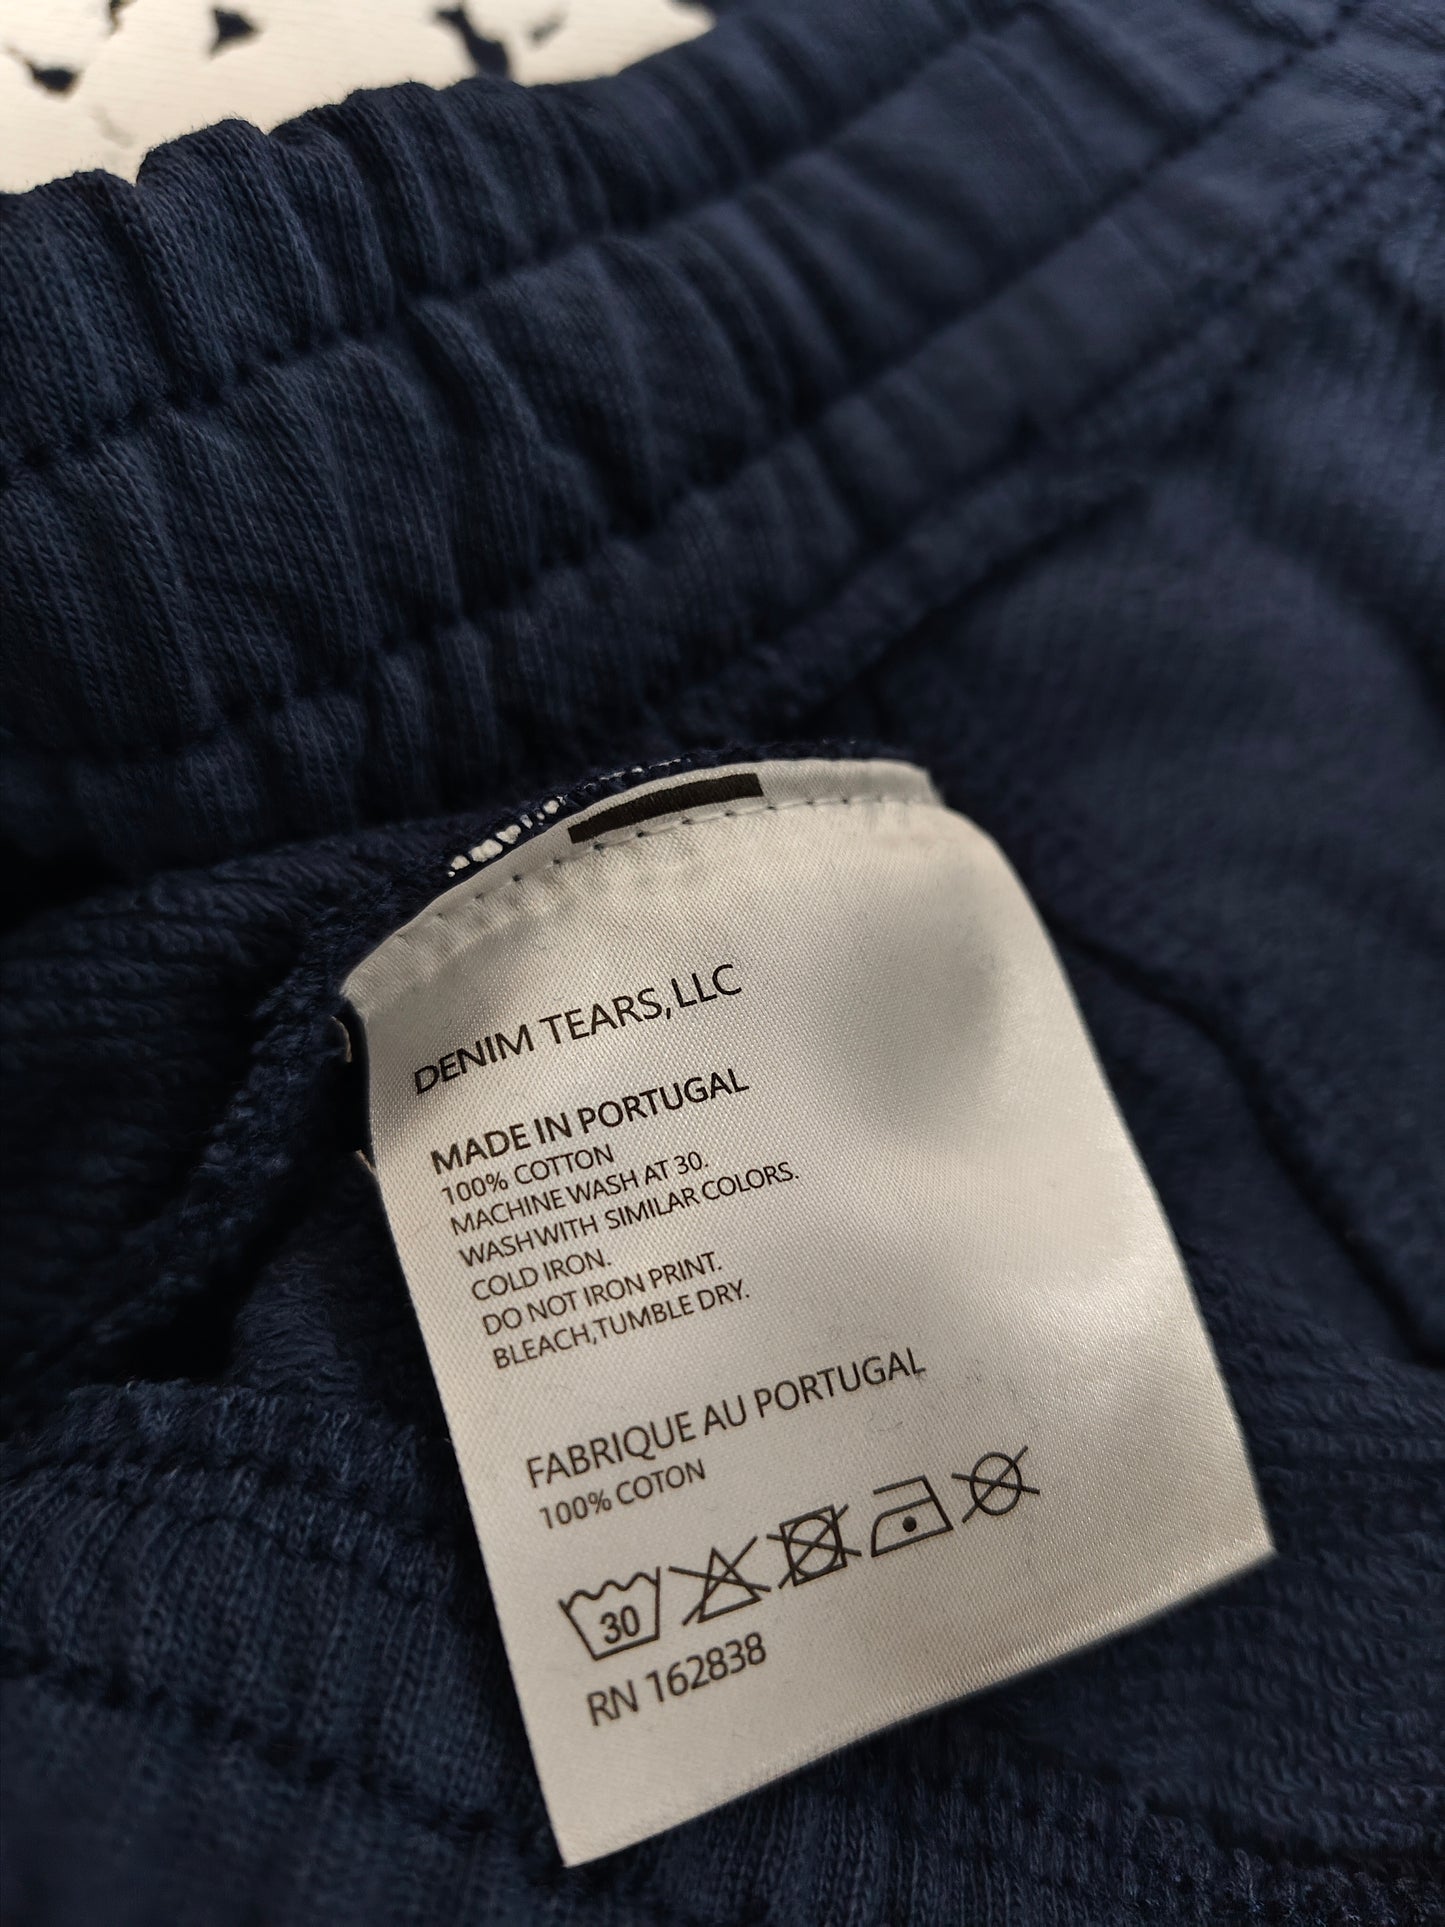 DENIM TEARS,LLC
MADE IN PORTUGAL
100% COTTON
MACHINE WASH AT 30.
WASH WITH SIMILAR COLORS.
COLD IRON.
DO NOT IRON PRINT.
BLEACH,TUMBLE DRY.
FABRIQUE AU PORTUGAL
100% COTON
30
RN 162838